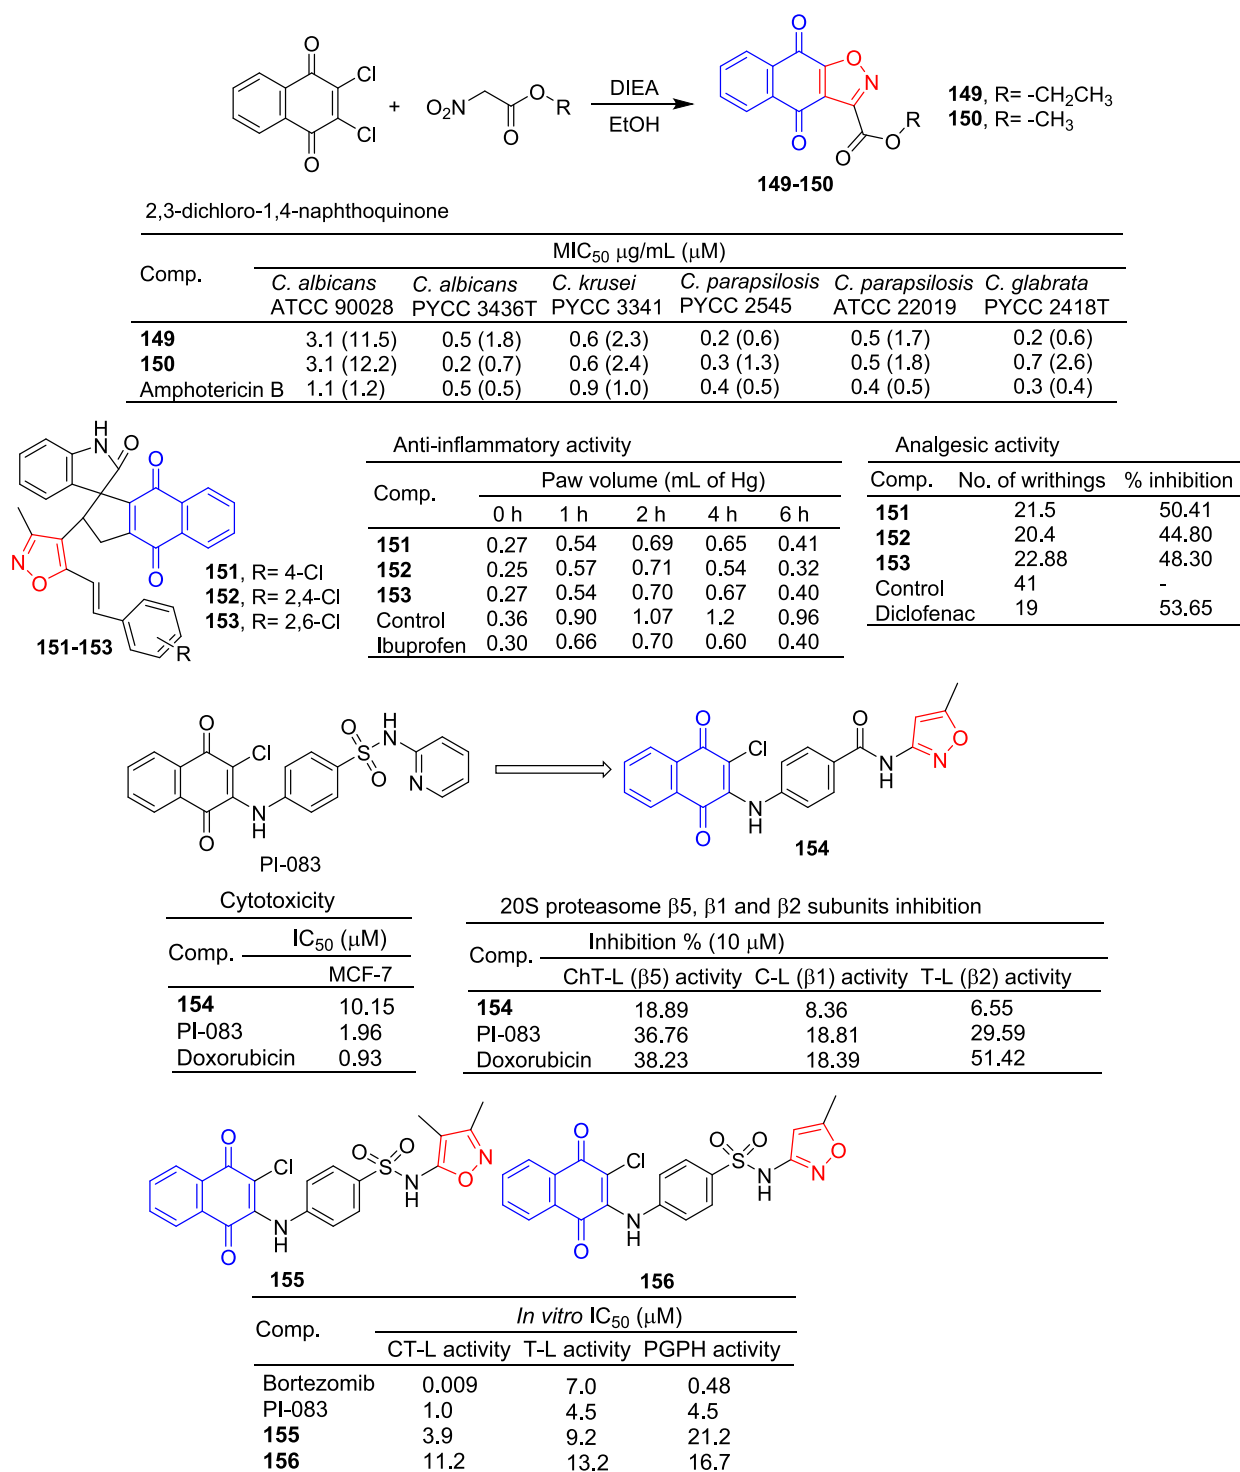 O
Cl
Cl
O
+
O₂N
O
R
O
DIEA
EtOH
O
O
N
O
O
O
R
149, R= -CH₂CH₃
150, R= -CH₃
149-150
2,3-dichloro-1,4-naphthoquinone
MIC₅₀ μg/mL (μM)
Comp.
C. albicans ATCC 90028
C. albicans PYCC 3436T
C. krusei PYCC 3341
C. parapsilosis PYCC 2545
C. parapsilosis ATCC 22019
C. glabrata PYCC 2418T
149 3.1 (11.5) 0.5 (1.8) 0.6 (2.3) 0.2 (0.6) 0.5 (1.7) 0.2 (0.6)
150 3.1 (12.2) 0.2 (0.7) 0.6 (2.4) 0.3 (1.3) 0.5 (1.8) 0.7 (2.6)
Amphotericin B 1.1 (1.2) 0.5 (0.5) 0.9 (1.0) 0.4 (0.5) 0.4 (0.5) 0.3 (0.4)
H
N
O
O
O
N
O
R
151, R= 4-Cl
152, R= 2,4-Cl
153, R= 2,6-Cl
151-153
Anti-inflammatory activity
Comp. Paw volume (mL of Hg)
0 h 1 h 2 h 4 h 6 h
151 0.27 0.54 0.69 0.65 0.41
152 0.25 0.57 0.71 0.54 0.32
153 0.27 0.54 0.70 0.67 0.40
Control 0.36 0.90 1.07 1.2 0.96
Ibuprofen 0.30 0.66 0.70 0.60 0.40
Analgesic activity
Comp. No. of writhings % inhibition
151 21.5 50.41
152 20.4 44.80
153 22.88 48.30
Control 41 -
Diclofenac 19 53.65
O
Cl
O
N
H
O
S
O
H
N
N
PI-083
O
Cl
O
N
H
O
N
H
O
N
154
Cytotoxicity
Comp. IC₅₀ (μM)
MCF-7
154 10.15
PI-083 1.96
Doxorubicin 0.93
20S proteasome β5, β1 and β2 subunits inhibition
Comp. Inhibition % (10 μM)
ChT-L (β5) activity C-L (β1) activity T-L (β2) activity
154 18.89 8.36 6.55
PI-083 36.76 18.81 29.59
Doxorubicin 38.23 18.39 51.42
O
Cl
O
N
H
O
O
S
N
H
O
N
155
O
Cl
O
N
H
O
O
S
N
H
O
N
156
Comp. In vitro IC₅₀ (μM)
CT-L activity T-L activity PGPH activity
Bortezomib 0.009 7.0 0.48
PI-083 1.0 4.5 4.5
155 3.9 9.2 21.2
156 11.2 13.2 16.7